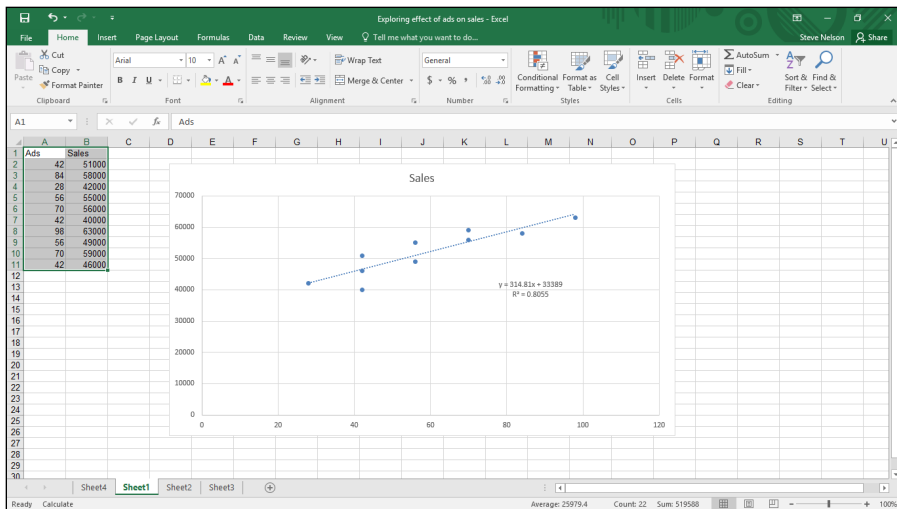 Exploring effect of ads on sales - Excel
File Home Insert Page Layout Formulas Data Review View Tell me what you want to do... Steve Nelson Share
Paste
Cut
Copy
Format Painter
Arial 10 A A
B I U A
Wrap Text
Merge & Center
General
$ % ,
Conditional Formatting
Format as Table
Cell Styles
Insert Delete Format
AutoSum
Fill
Clear
Sort & Filter
Find & Select
Clipboard Font Alignment Number Styles Cells Editing
A1 fx Ads
A B C D E F G H I J K L M N O P Q R S T U
1 Ads Sales
2 42 51000
3 84 58000
4 28 42000
5 56 55000
6 70 56000
7 42 40000
8 98 63000
9 56 49000
10 70 59000
11 42 46000
12
13
14
15
16
17
18
19
20
21
22
23
24
25
26
27
28
29
30
Sales
70000
60000
50000
40000
30000
20000
10000
0
0 20 40 60 80 100 120
y = 314.81x + 33389
R² = 0.8055
Sheet4 Sheet1 Sheet2 Sheet3
Ready Calculate Average: 25979.4 Count: 22 Sum: 519588 100%